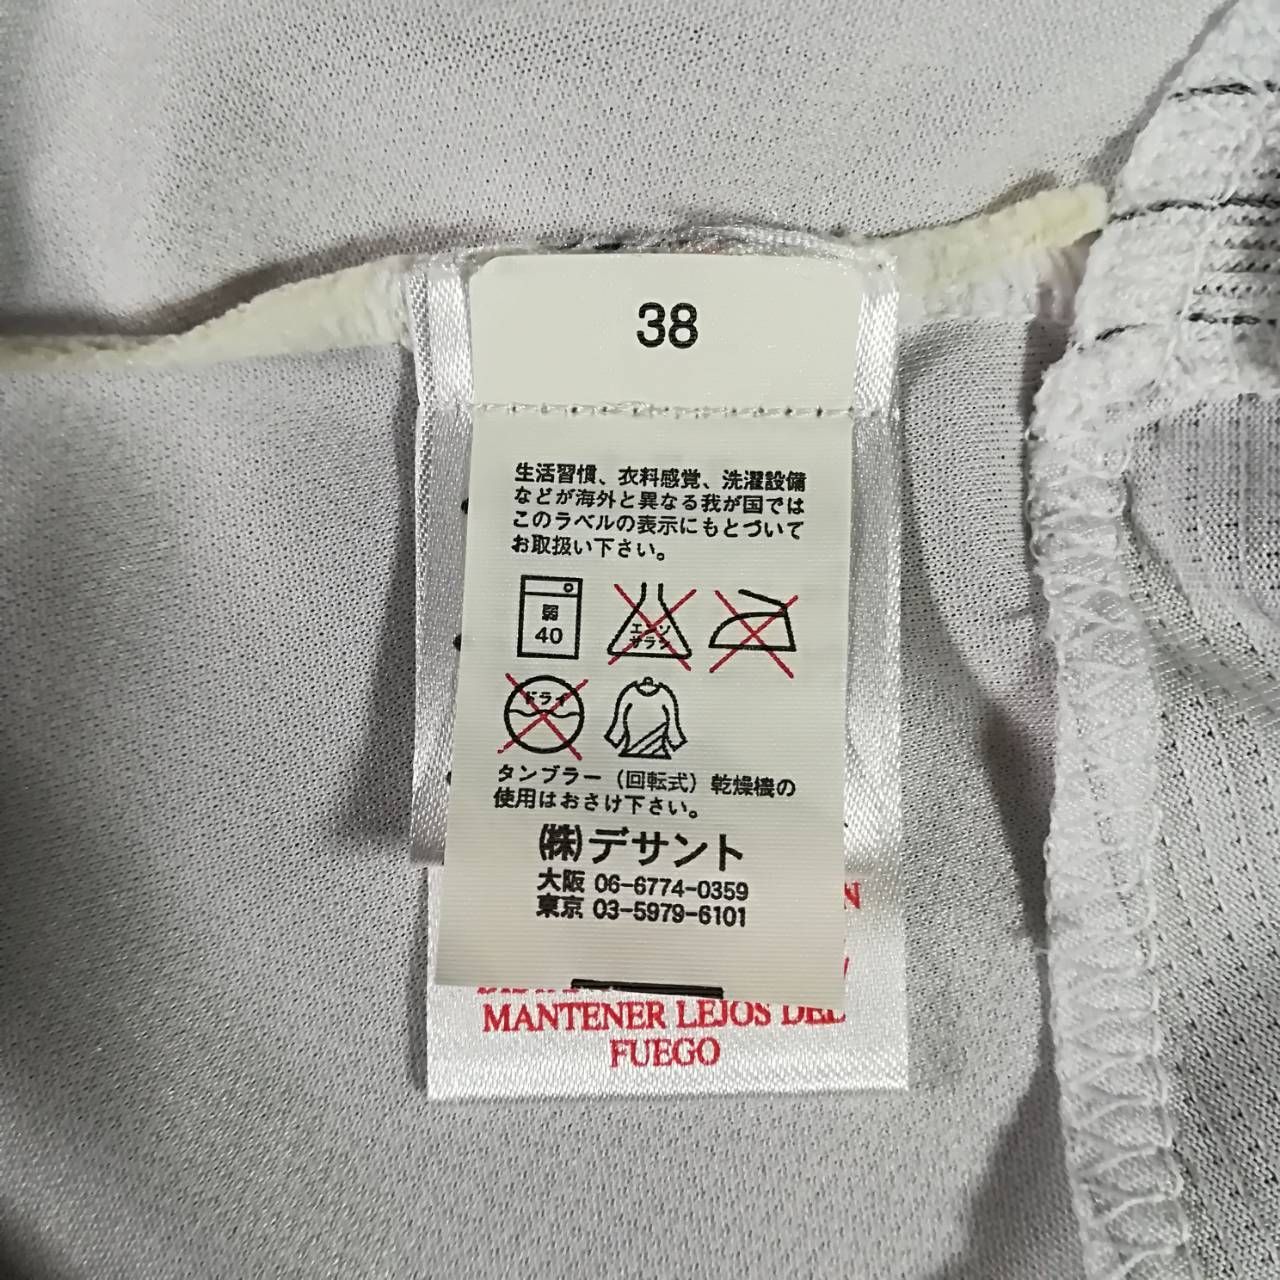 38
生活習慣、衣料感覚、洗濯設備
などが海外と異なる我が国では
このラベルの表示にもとづいて
お取扱い下さい。
弱
40
エンソ
サラシ
ドライ
タンブラー（回転式）乾燥機の
使用はおさけ下さい。
㈱デサント
大阪 06-6774-0359
東京 03-5979-6101
MANTENER LEJOS DEL
FUEGO